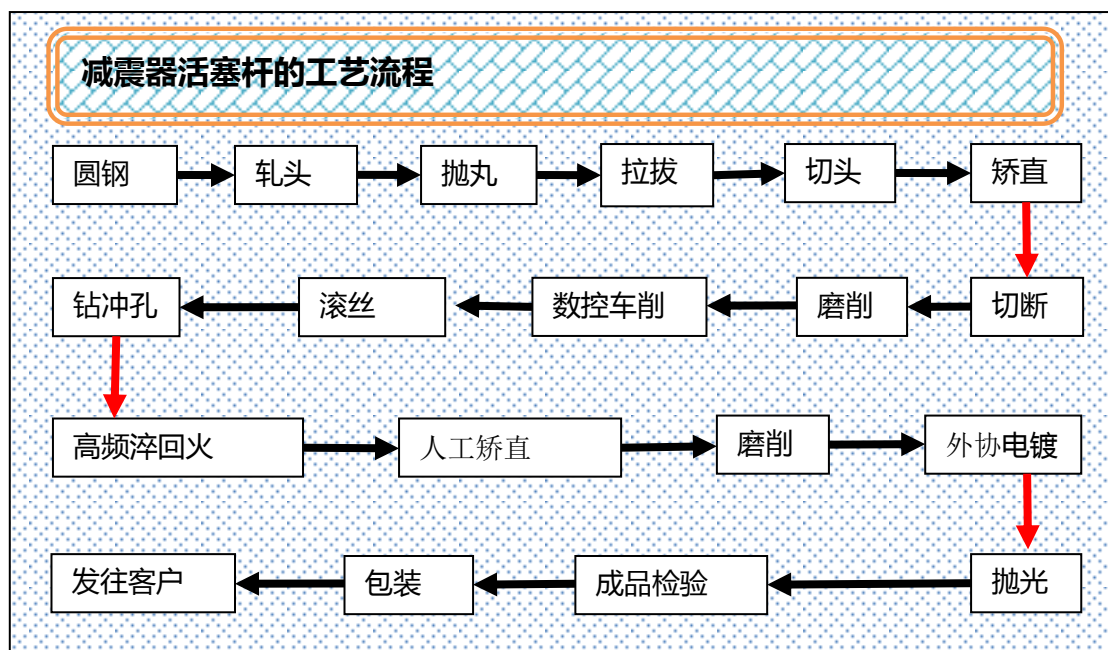 减震器活塞杆的工艺流程
圆钢
轧头
抛丸
拉拔
切头
矫直
切断
磨削
数控车削
滚丝
钻冲孔
高频淬回火
人工矫直
磨削
外协电镀
抛光
成品检验
包装
发往客户